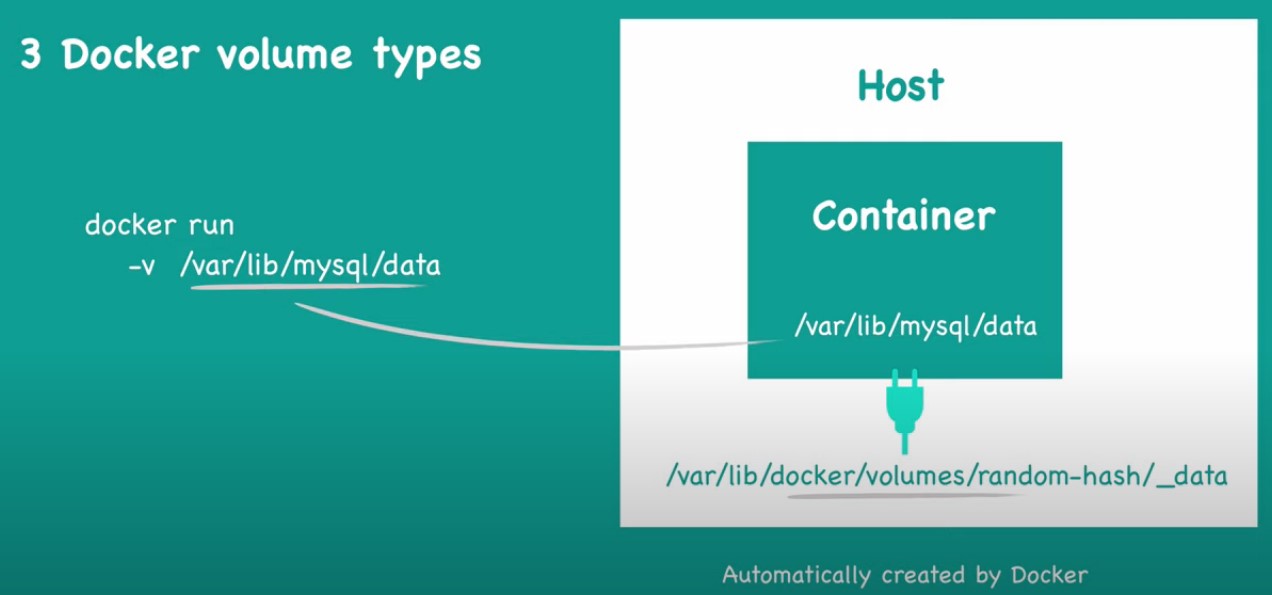 3 Docker volume types
docker run
-v /var/lib/mysql/data
Host
Container
/var/lib/mysql/data
/var/lib/docker/volumes/random-hash/_data
Automatically created by Docker